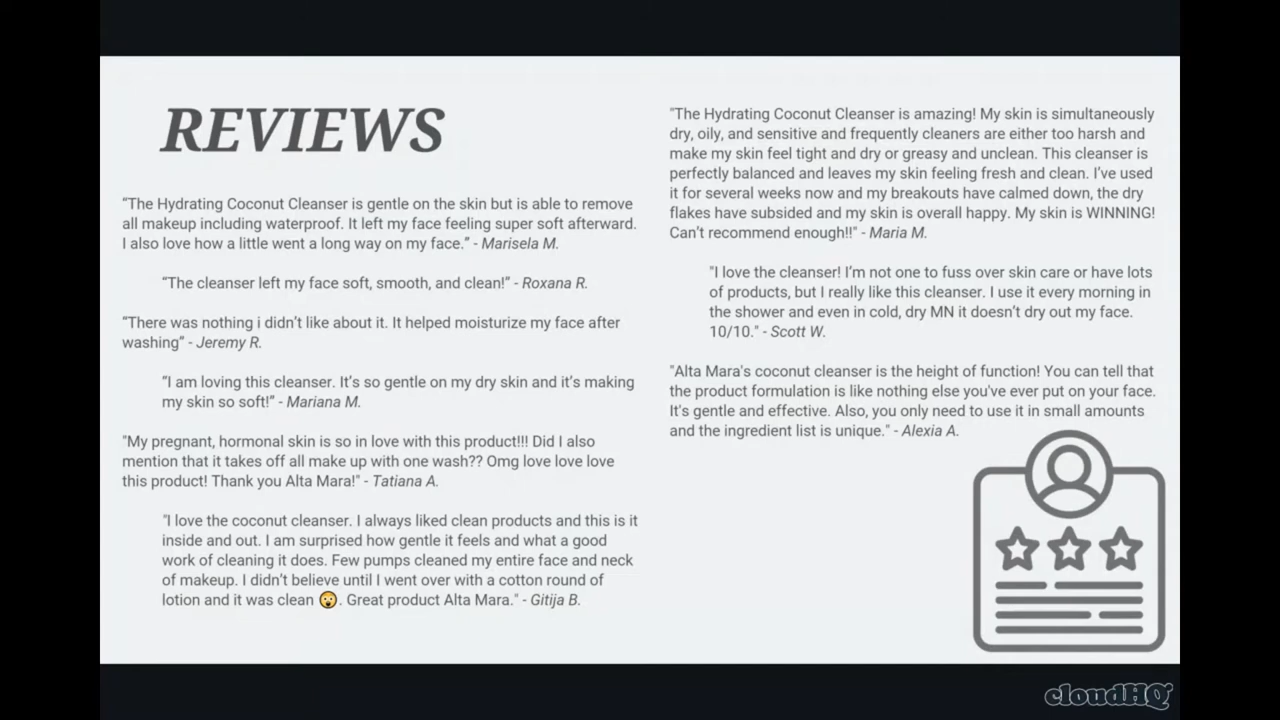 REVIEWS
“The Hydrating Coconut Cleanser is gentle on the skin but is able to remove
all makeup including waterproof. It left my face feeling super soft afterward.
I also love how a little went a long way on my face.” - Marisela M.
“The cleanser left my face soft, smooth, and clean!” - Roxana R.
“There was nothing i didn’t like about it. It helped moisturize my face after
washing” - Jeremy R.
“I am loving this cleanser. It’s so gentle on my dry skin and it’s making
my skin so soft!” - Mariana M.
"My pregnant, hormonal skin is so in love with this product!!! Did I also
mention that it takes off all make up with one wash?? Omg love love love
this product! Thank you Alta Mara!" - Tatiana A.
"I love the coconut cleanser. I always liked clean products and this is it
inside and out. I am surprised how gentle it feels and what a good
work of cleaning it does. Few pumps cleaned my entire face and neck
of makeup. I didn’t believe until I went over with a cotton round of
lotion and it was clean 😮. Great product Alta Mara." - Gitija B.
"The Hydrating Coconut Cleanser is amazing! My skin is simultaneously
dry, oily, and sensitive and frequently cleaners are either too harsh and
make my skin feel tight and dry or greasy and unclean. This cleanser is
perfectly balanced and leaves my skin feeling fresh and clean. I’ve used
it for several weeks now and my breakouts have calmed down, the dry
flakes have subsided and my skin is overall happy. My skin is WINNING!
Can’t recommend enough!!" - Maria M.
"I love the cleanser! I’m not one to fuss over skin care or have lots
of products, but I really like this cleanser. I use it every morning in
the shower and even in cold, dry MN it doesn’t dry out my face.
10/10." - Scott W.
"Alta Mara's coconut cleanser is the height of function! You can tell that
the product formulation is like nothing else you've ever put on your face.
It's gentle and effective. Also, you only need to use it in small amounts
and the ingredient list is unique." - Alexia A.
cloudHQ